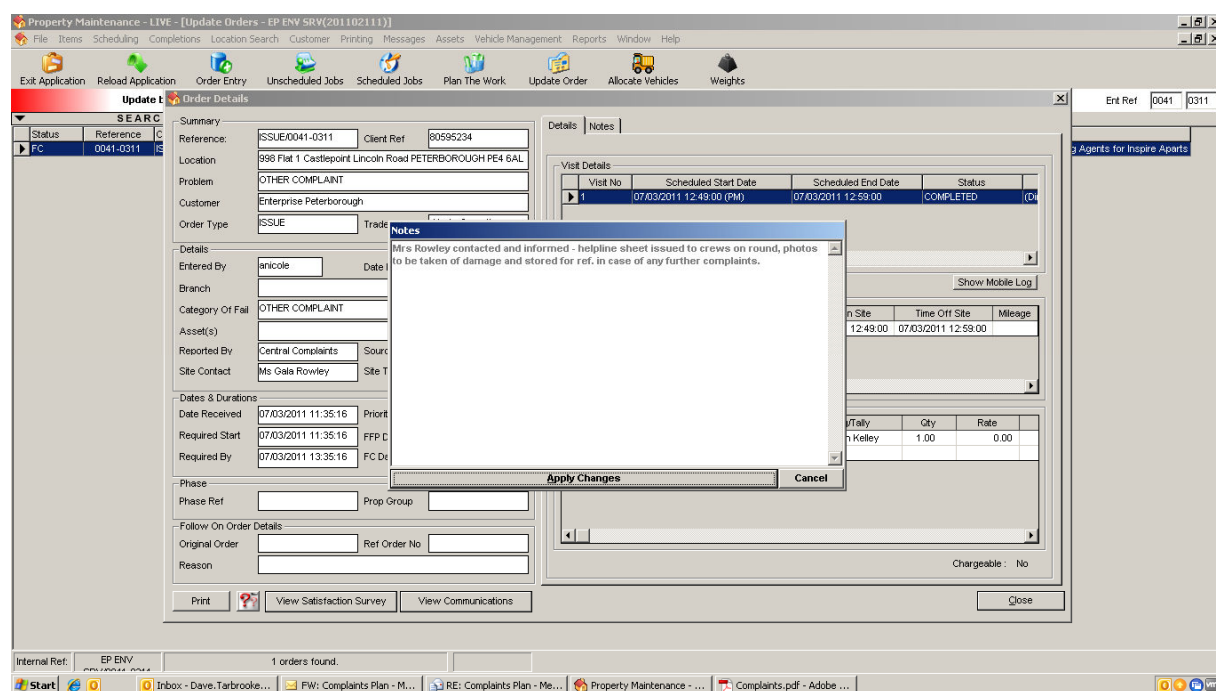 Property Maintenance - LIVE - [Update Orders - EP ENV SRV(201102111)]
File Items Scheduling Completions Location Search Customer Printing Messages Assets Vehicle Management Reports Window Help
Exit Application Reload Application Order Entry Unscheduled Jobs Scheduled Jobs Plan The Work Update Order Allocate Vehicles Weights
Update
Order Details
Ent Ref 0041 0311
SEARC
Status Reference
FC 0041-0311
g Agents for Inspire Aparts
Summary
Reference: ISSUE/0041-0311 Client Ref 80595234
Location 998 Flat 1 Castlepoint Lincoln Road PETERBOROUGH PE4 6AL
Problem OTHER COMPLAINT
Customer Enterprise Peterborough
Order Type ISSUE Trade
Details
Entered By anicole Date
Branch
Category Of Fail OTHER COMPLAINT
Asset(s)
Reported By Central Complaints Sourc
Site Contact Ms Gala Rowley Site T
Dates & Durations
Date Received 07/03/2011 11:35:16 Priorit
Required Start 07/03/2011 11:35:16 FFP D
Required By 07/03/2011 13:35:16 FC De
Phase
Phase Ref Prop Group
Follow On Order Details
Original Order Ref Order No
Reason
Print View Satisfaction Survey View Communications
Details Notes
Visit Details
Visit No Scheduled Start Date Scheduled End Date Status
1 07/03/2011 12:49:00 (PM) 07/03/2011 12:59:00 COMPLETED (Di
Show Mobile Log
n Site Time Off Site Mileage
12:49:00 07/03/2011 12:59:00
/Tally Qty Rate
n Kelley 1.00 0.00
Chargeable : No
Close
Notes
Mrs Rowley contacted and informed - helpline sheet issued to crews on round, photos
to be taken of damage and stored for ref. in case of any further complaints.
Apply Changes Cancel
Internal Ref: EP ENV
1 orders found.
Start Inbox - Dave.Tarbrooke... FW: Complaints Plan - M... RE: Complaints Plan - Me... Property Maintenance - ... Complaints.pdf - Adobe ...